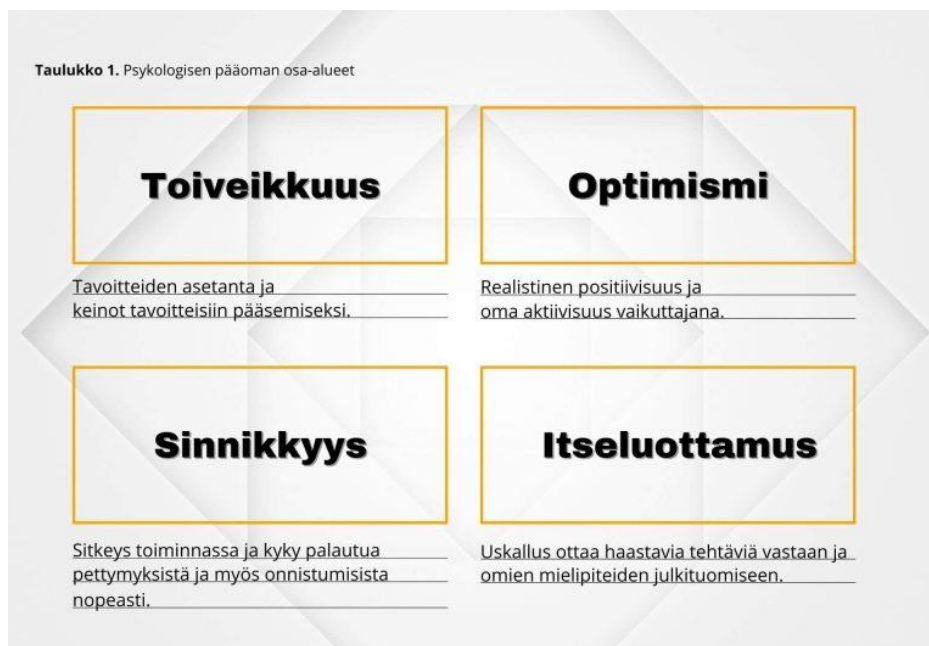 Taulukko 1. Psykologisen pääoman osa-alueet
Toiveikkuus
Tavoitteiden asetanta ja
keinot tavoitteisiin pääsemiseksi.
Optimismi
Realistinen positiivisuus ja
oma aktiivisuus vaikuttajana.
Sinnikkyys
Sitkeys toiminnassa ja kyky palautua
pettymyksistä ja myös onnistumisista
nopeasti.
Itseluottamus
Uskallus ottaa haastavia tehtäviä vastaan ja
omien mielipiteiden julkituomiseen.